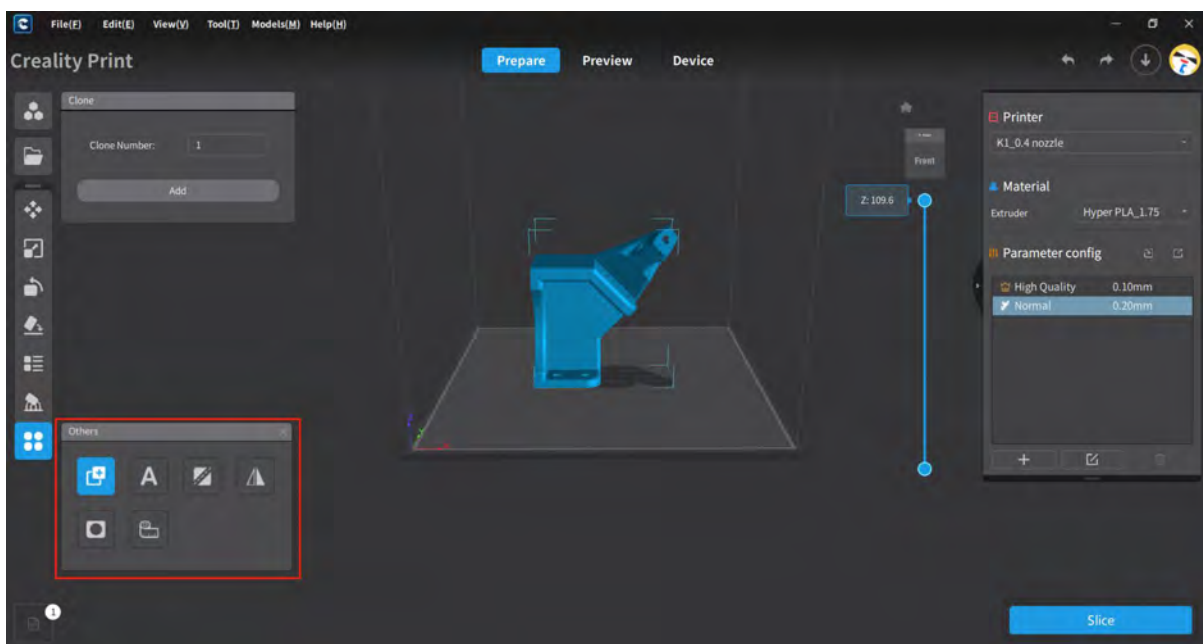 File(F) Edit(E) View(V) Tool(T) Models(M) Help(H)
Creality Print
Prepare Preview Device
Clone
Clone Number: 1
Add
Front
Z: 109.6
Printer
K1_0.4 nozzle
Material
Extruder Hyper PLA_1.75
Parameter config
High Quality 0.10mm
Normal 0.20mm
Others
A
1
Slice